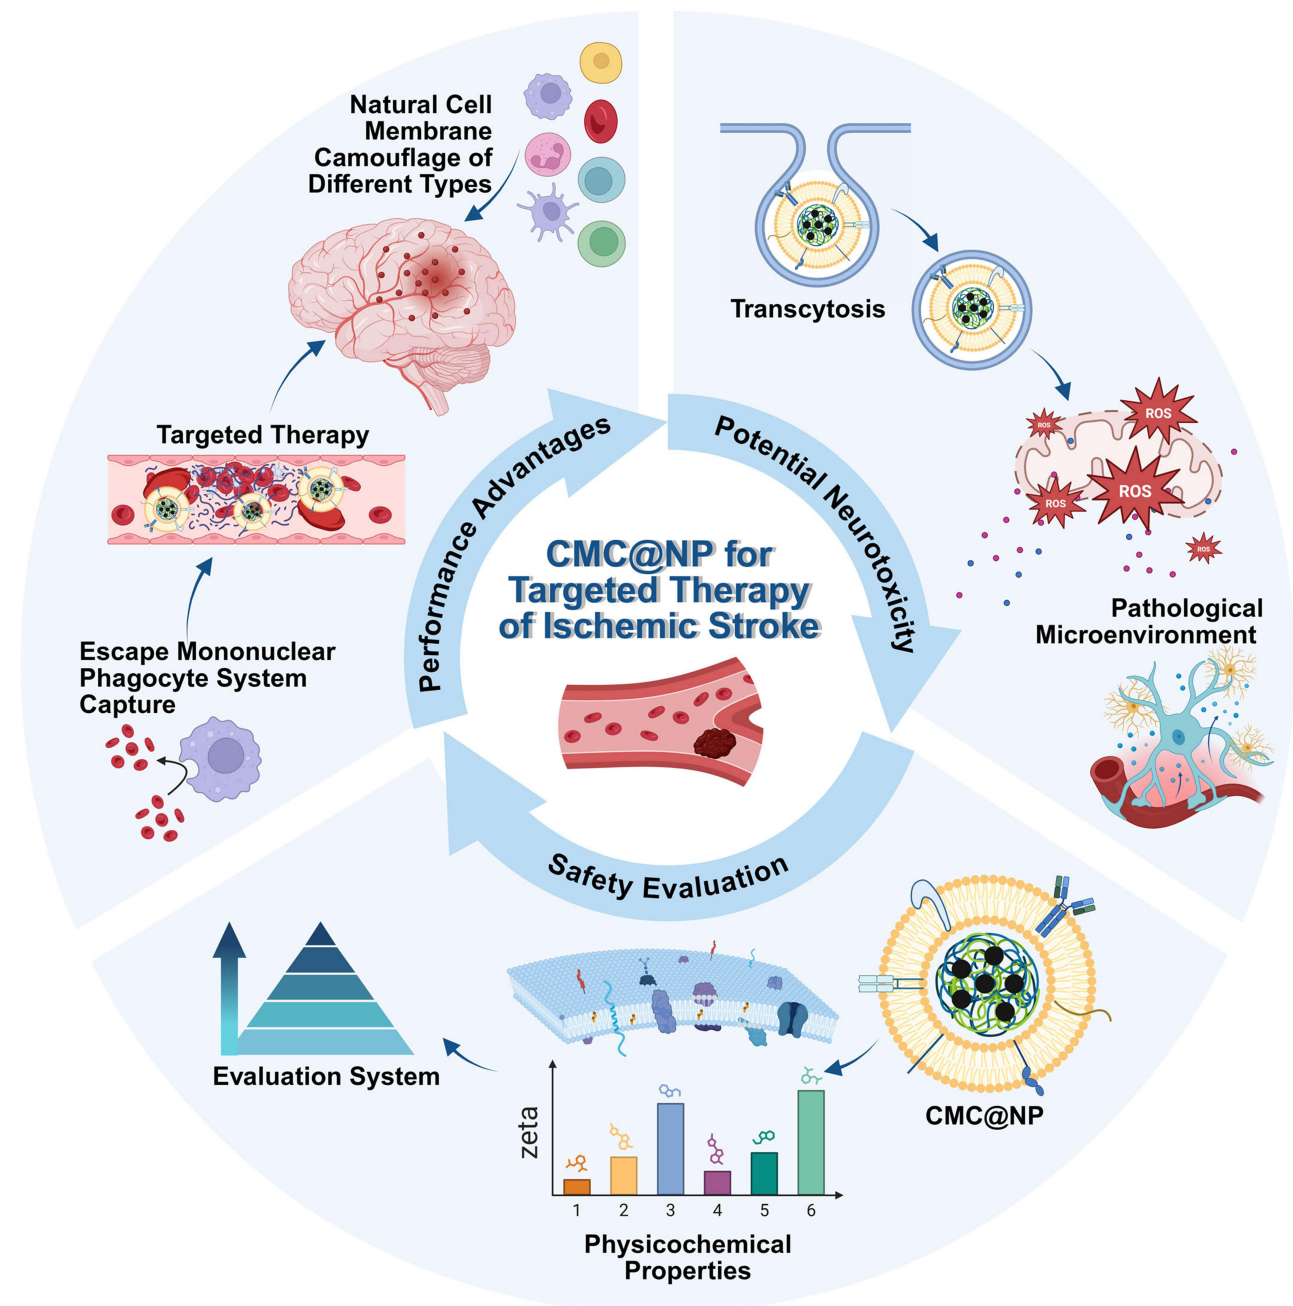 Natural Cell
Membrane
Camouflage of
Different Types
Targeted Therapy
Escape Mononuclear
Phagocyte System
Capture
Performance Advantages
Transcytosis
ROS
ROS
ROS
ROS
ROS
Pathological
Microenvironment
Potential Neurotoxicity
CMC@NP for
Targeted Therapy
of Ischemic Stroke
Safety Evaluation
CMC@NP
zeta
1 2 3 4 5 6
Physicochemical
Properties
Evaluation System